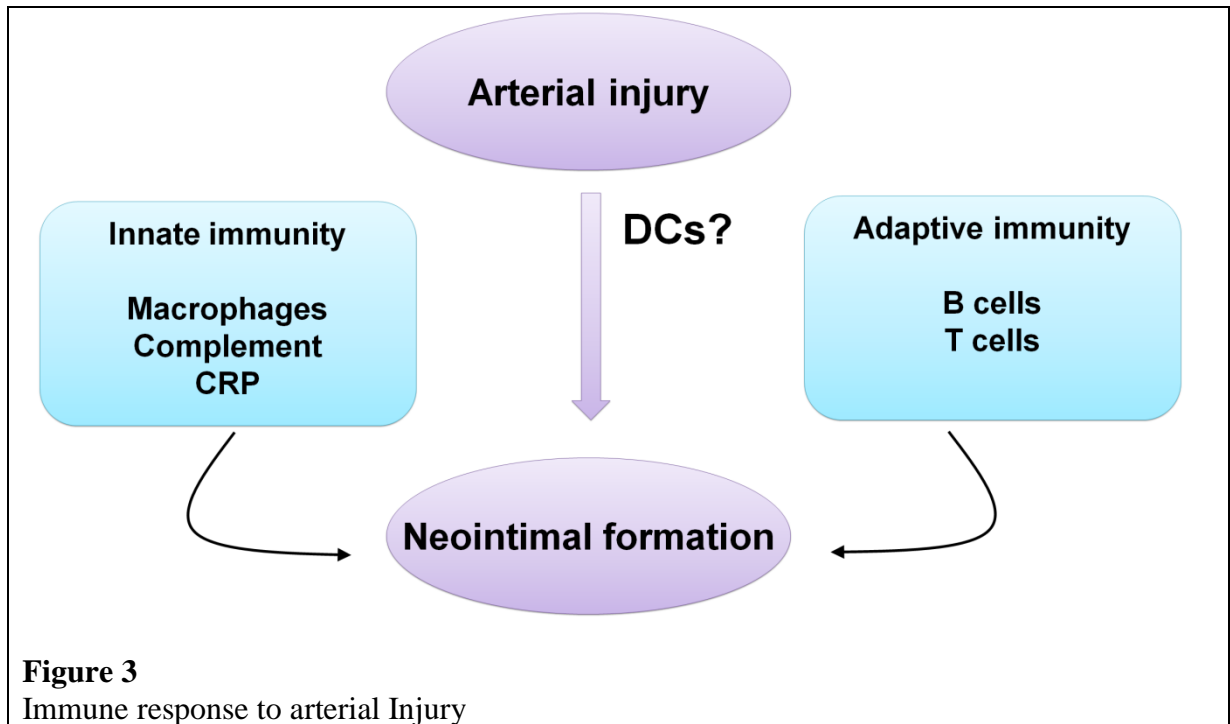 Arterial injury
DCs?
Innate immunity
Macrophages
Complement
CRP
Adaptive immunity
B cells
T cells
Neointimal formation
Figure 3
Immune response to arterial Injury